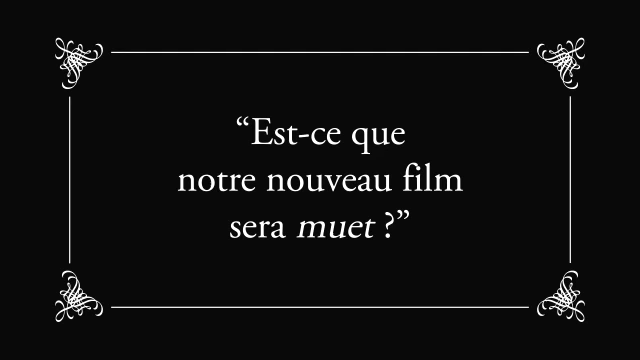 “Est-ce que
notre nouveau film
sera muet ?”